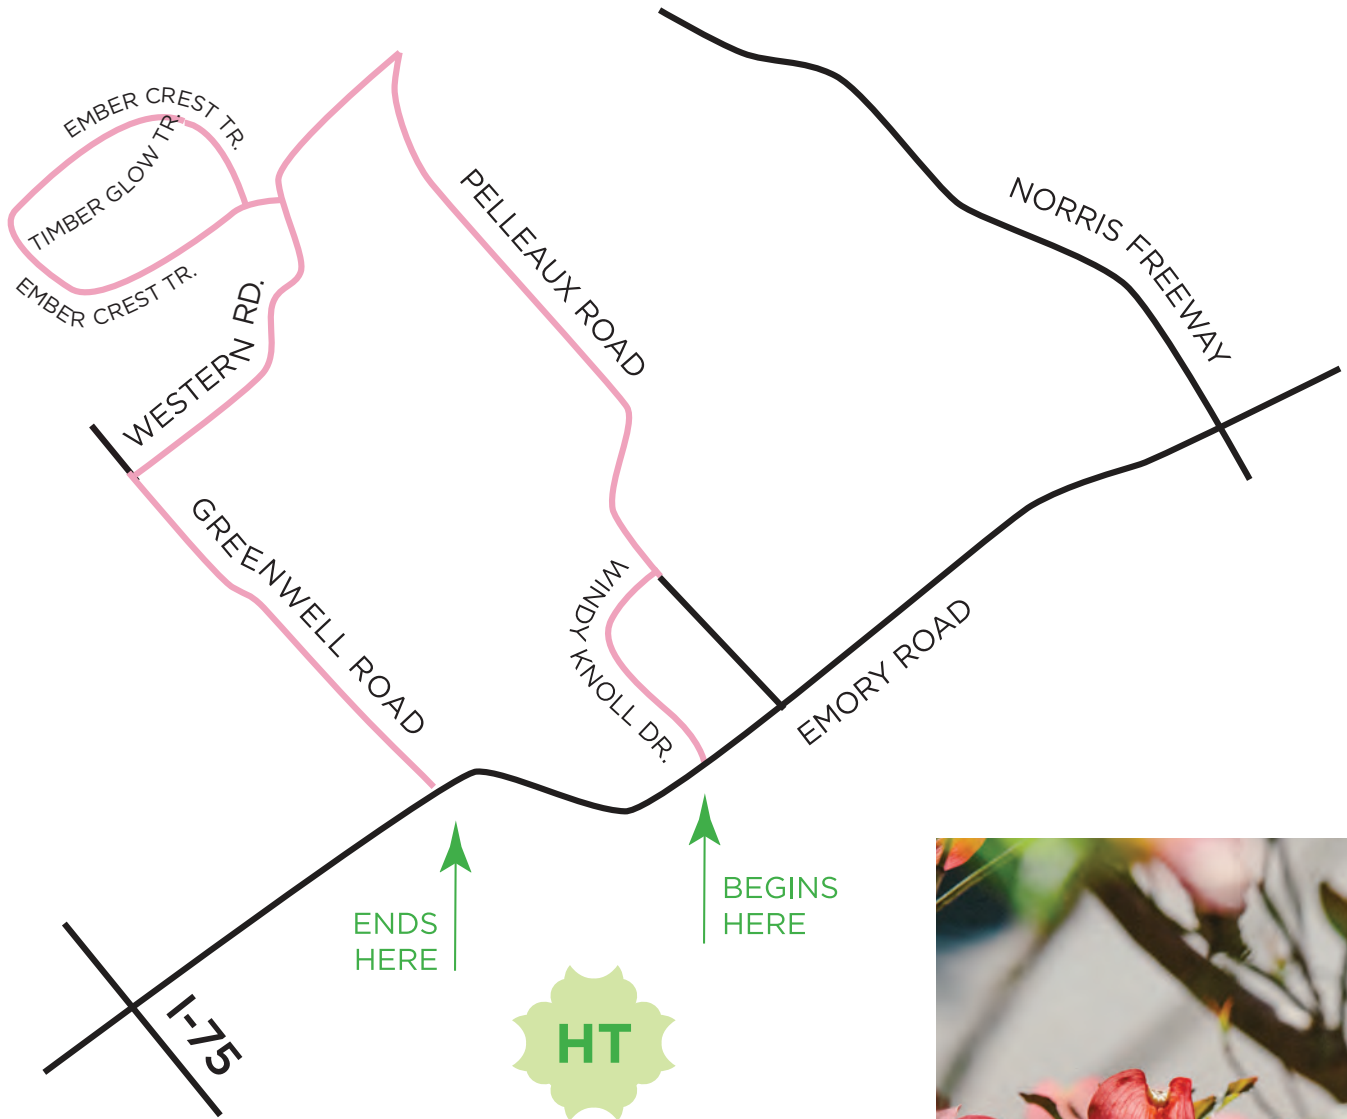 EMBER CREST TR.
TIMBER GLOW TR.
EMBER CREST TR.
WESTERN RD.
PELLEAUX ROAD
NORRIS FREEWAY
GREENWELL ROAD
WINDY KNOLL DR.
EMORY ROAD
BEGINS
HERE
ENDS
HERE
I-75
HT